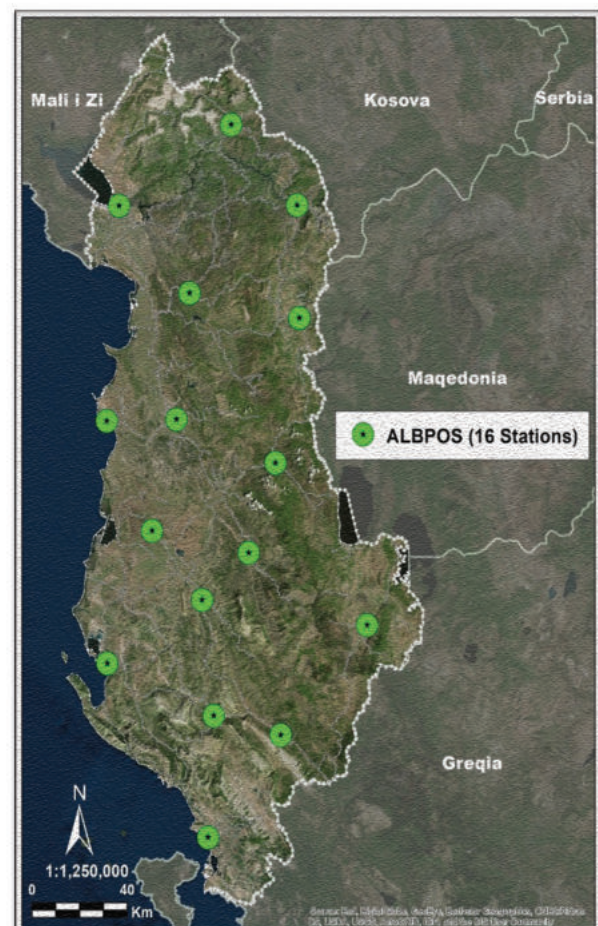 Mali i Zi
Kosova
Serbia
Maqedonia
ALBPOS (16 Stations)
Greqia
N
1:1,250,000
0 40
Km